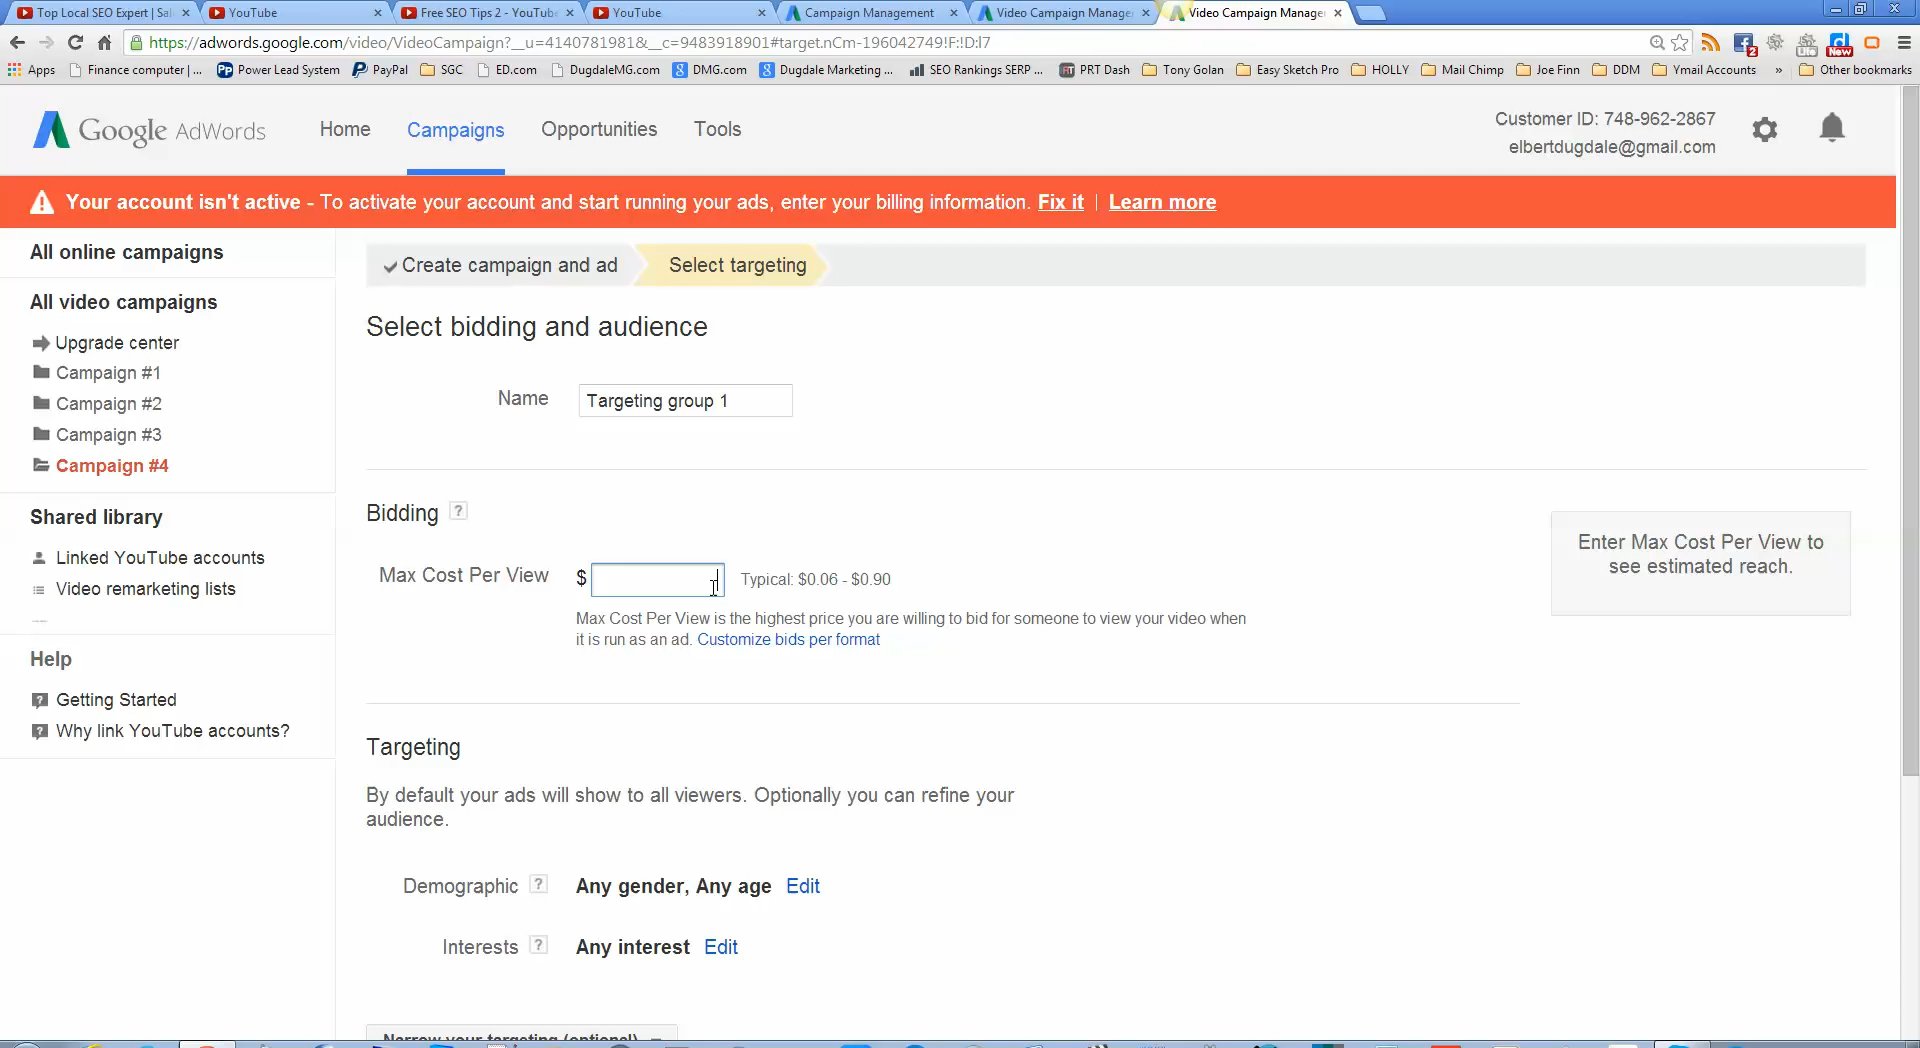 Top Local SEO Expert | Sal
YouTube
Free SEO Tips 2 - YouTub
YouTube
Campaign Management
Video Campaign Manage
Video Campaign Manage
https://adwords.google.com/video/VideoCampaign?__u=4140781981&__c=9483918901#target.nCm-196042749!F:!D:l7
2
New
Apps
Finance computer | ...
Power Lead System
PayPal
SGC
ED.com
DugdaleMG.com
DMG.com
Dugdale Marketing ...
SEO Rankings SERP ...
PRT Dash
Tony Golan
Easy Sketch Pro
HOLLY
Mail Chimp
Joe Finn
DDM
Ymail Accounts
»
Other bookmarks
Google AdWords
Home
Campaigns
Opportunities
Tools
Customer ID: 748-962-2867
elbertdugdale@gmail.com
Your account isn't active - To activate your account and start running your ads, enter your billing information. Fix it | Learn more
All online campaigns
All video campaigns
Upgrade center
Campaign #1
Campaign #2
Campaign #3
Campaign #4
Shared library
Linked YouTube accounts
Video remarketing lists
Help
Getting Started
Why link YouTube accounts?
Create campaign and ad
Select targeting
Select bidding and audience
Name
Targeting group 1
Bidding ?
Max Cost Per View
$
Typical: $0.06 - $0.90
Max Cost Per View is the highest price you are willing to bid for someone to view your video when
it is run as an ad. Customize bids per format
Enter Max Cost Per View to
see estimated reach.
Targeting
By default your ads will show to all viewers. Optionally you can refine your
audience.
Demographic ? Any gender, Any age Edit
Interests ? Any interest Edit
Narrow your targeting (optional)